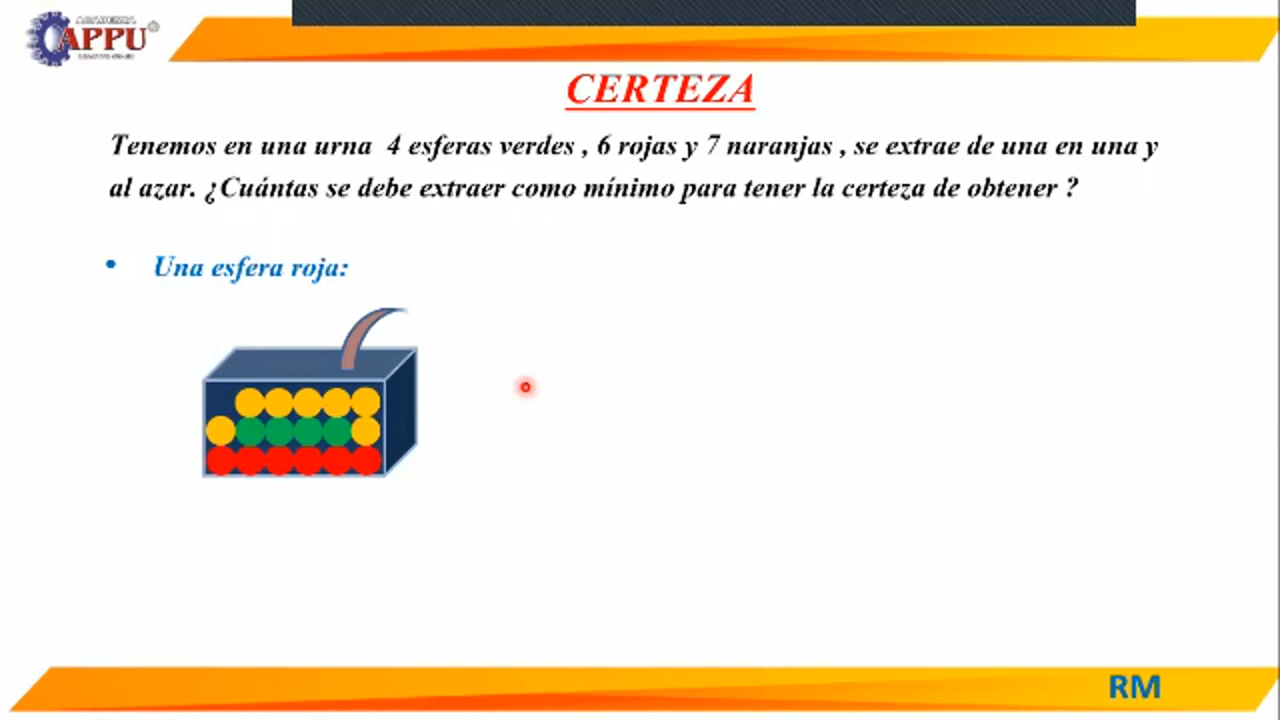 ACADEMIA
APPU
CERTEZA
Tenemos en una urna 4 esferas verdes , 6 rojas y 7 naranjas , se extrae de una en una y
al azar. ¿Cuántas se debe extraer como mínimo para tener la certeza de obtener ?
• Una esfera roja:
RM